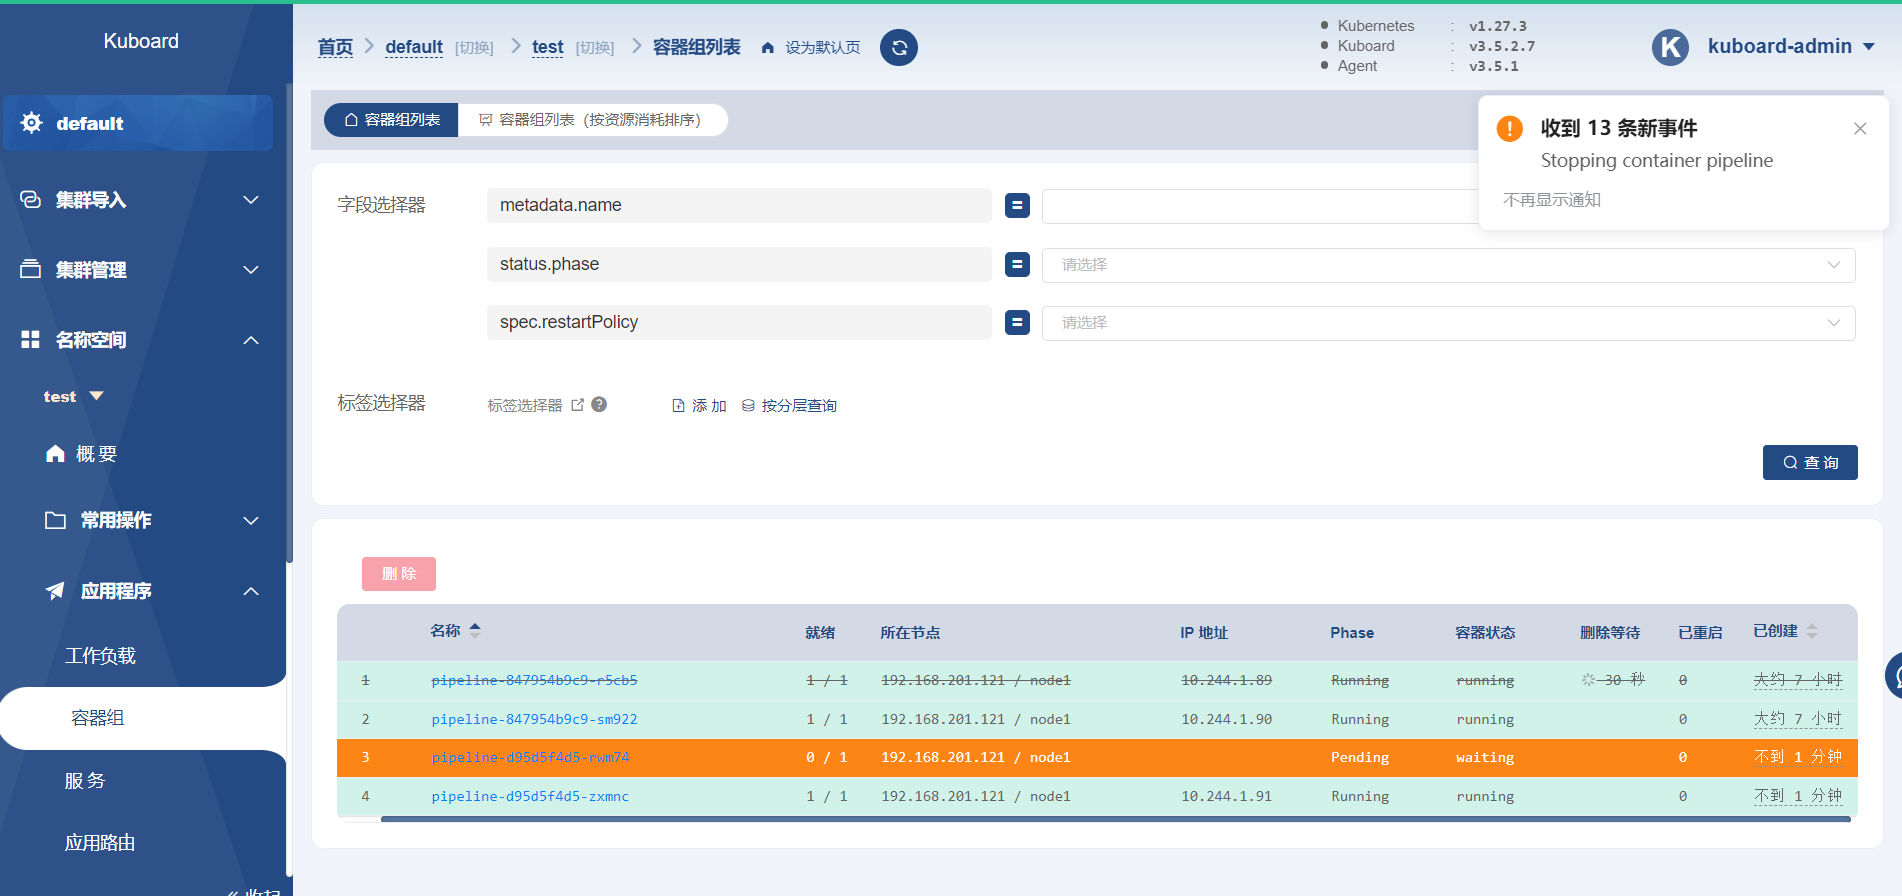 Kuboard
default
集群导入
集群管理
名称空间
test
概 要
常用操作
应用程序
工作负载
容器组
服 务
应用路由
首页 default [切换] test [切换] 容器组列表 设为默认页
Kubernetes : v1.27.3
Kuboard : v3.5.2.7
Agent : v3.5.1
K kuboard-admin
容器组列表 容器组列表（按资源消耗排序）
收到 13 条新事件
Stopping container pipeline
不再显示通知
字段选择器 metadata.name =
status.phase = 请选择
spec.restartPolicy = 请选择
标签选择器 标签选择器 添 加 按分层查询
查 询
删 除
名称 就绪 所在节点 IP 地址 Phase 容器状态 删除等待 已重启 已创建
1 pipeline-847954b9c9-r5cb5 1 / 1 192.168.201.121 / node1 10.244.1.89 Running running 30 秒 0 大约 7 小时
2 pipeline-847954b9c9-sm922 1 / 1 192.168.201.121 / node1 10.244.1.90 Running running 0 大约 7 小时
3 pipeline-d95d5f4d5-rwm74 0 / 1 192.168.201.121 / node1 Pending waiting 0 不到 1 分钟
4 pipeline-d95d5f4d5-zxmnc 1 / 1 192.168.201.121 / node1 10.244.1.91 Running running 0 不到 1 分钟